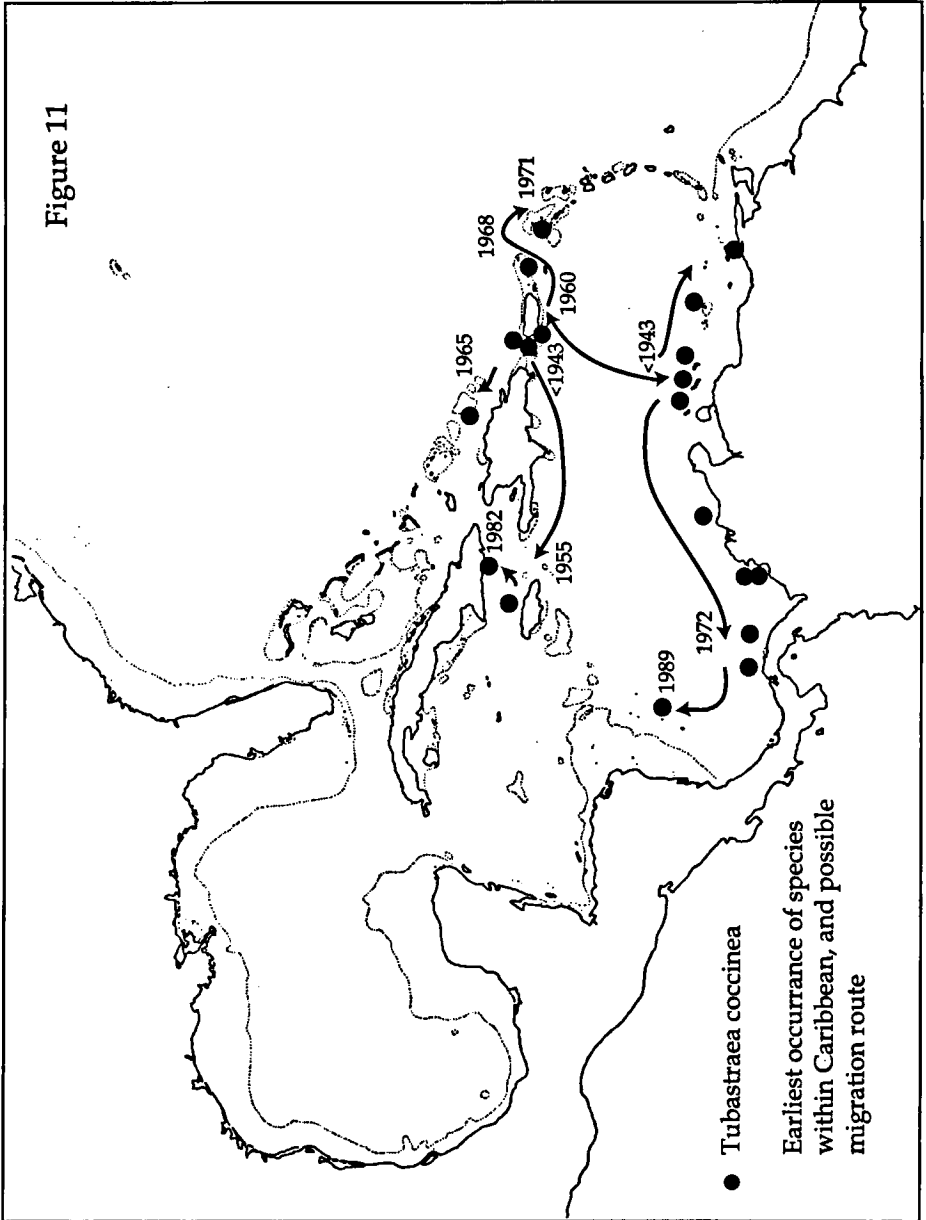 Figure 11
1971
1968
1960
1965
<1943
<1943
1982
1955
1972
1989
Tubastraea coccinea
Earliest occurrance of species
within Caribbean, and possible
migration route